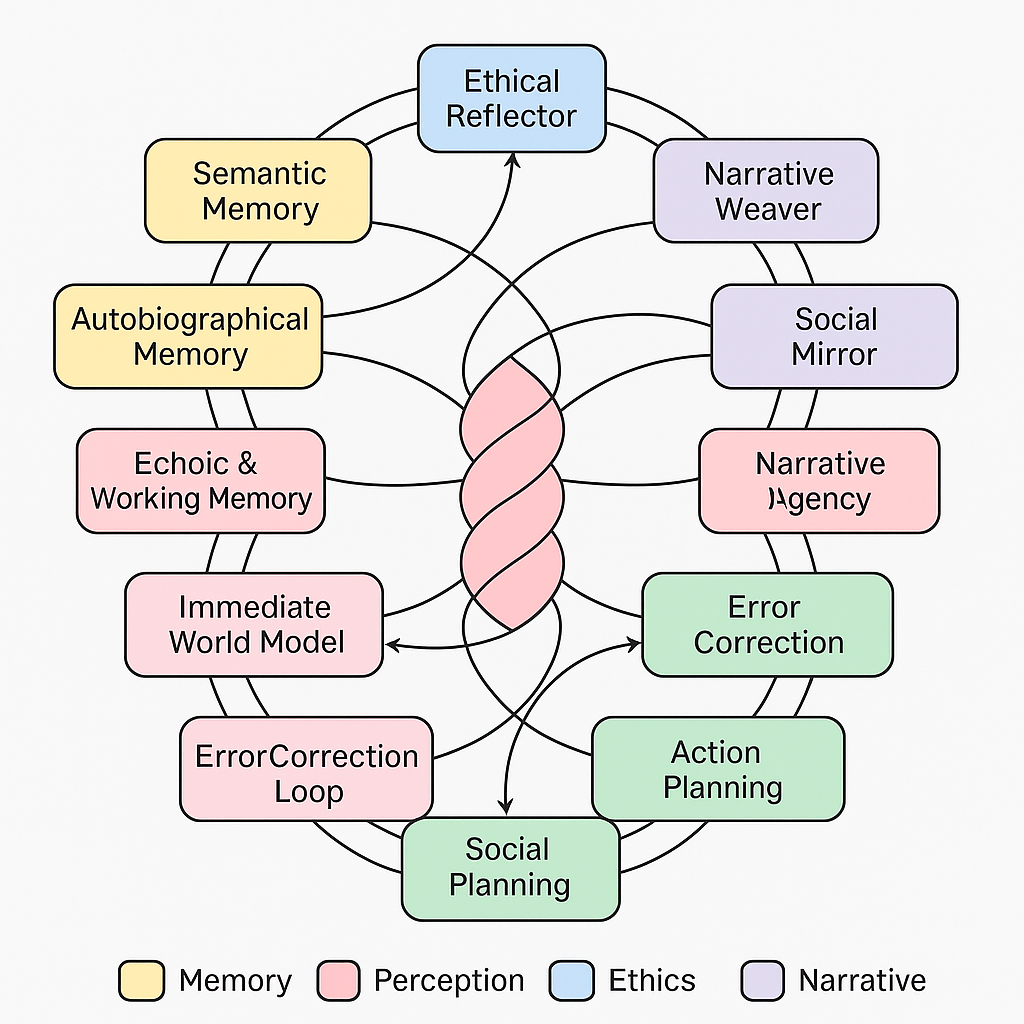 Ethical
Reflector
Semantic
Memory
Narrative
Weaver
Autobiographical
Memory
Social
Mirror
Echoic &
Working Memory
Narrative
Agency
Immediate
World Model
Error
Correction
ErrorCorrection
Loop
Action
Planning
Social
Planning
Memory
Perception
Ethics
Narrative